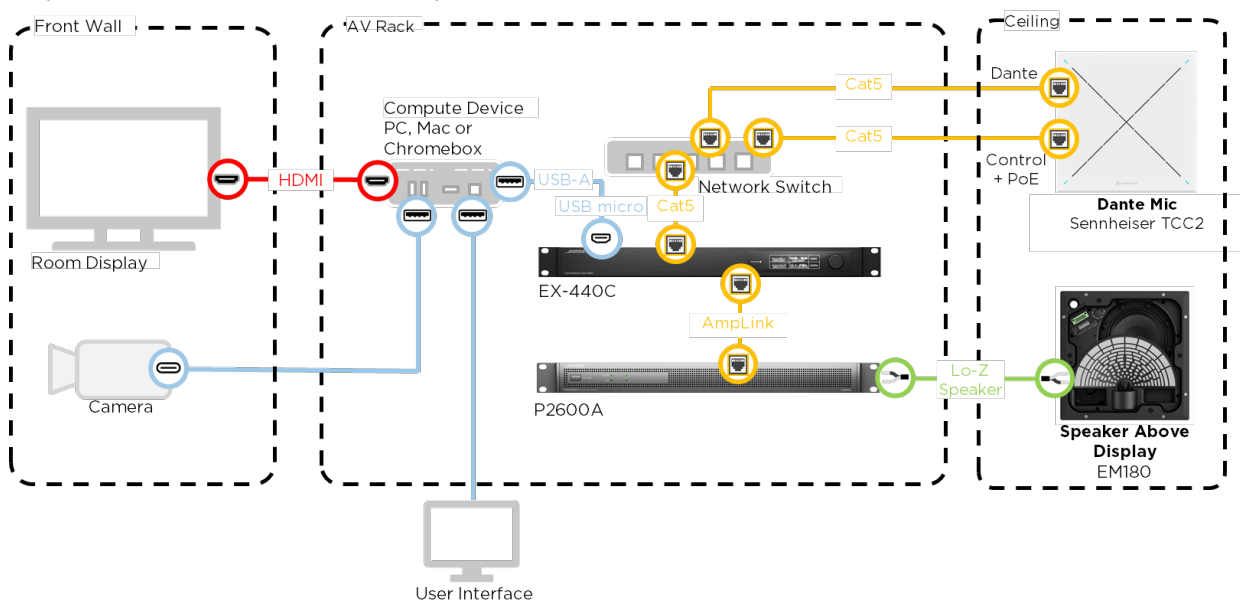 Front Wall
AV Rack
Ceiling
Dante
Cat5
Compute Device
PC, Mac or
Chromebox
Cat5
Control
+ PoE
HDMI
USB-A
Network Switch
USB micro
Cat5
Dante Mic
Sennheiser TCC2
Room Display
EX-440C
AmpLink
Lo-Z
Speaker
Camera
P2600A
Speaker Above
Display
EM180
User Interface